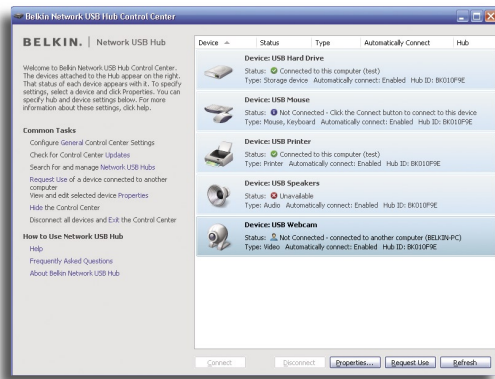 Belkin Network USB Hub Control Center
BELKIN. | Network USB Hub
Welcome to Belkin Network USB Hub Control Center.
The devices attached to the Hub appear on the right.
That status of each device appears with it. To specify
settings, select a device and click Properties. You can
specify hub and device settings below. For more
information about these settings, click help.
Common Tasks
Configure General Control Center Settings
Check for Control Center Updates
Search for and manage Network USB Hubs
Request Use of a device connected to another
computer
View and edit selected device Properties
Hide the Control Center
Disconnect all devices and Exit the Control Center
How to Use Network USB Hub
Help
Frequently Asked Questions
About Belkin Network USB Hub
Device Status Type Automatically Connect Hub
Device: USB Hard Drive
Status: Connected to this computer (test)
Type: Storage device Automatically connect: Enabled Hub ID: BK010F9E
Device: USB Mouse
Status: Not Connected - Click the Connect button to connect to this device
Type: Mouse, Keyboard Automatically connect: Enabled Hub ID: BK010F9E
Device: USB Printer
Status: Connected to this computer (test)
Type: Printer Automatically connect: Enabled Hub ID: BK010F9E
Device: USB Speakers
Status: Unavailable
Type: Audio Automatically connect: Enabled Hub ID: BK010F9E
Device: USB Webcam
Status: Not Connected - connected to another computer (BELKIN-PC)
Type: Video Automatically connect: Enabled Hub ID: BK010F9E
Connect Disconnect Properties... Request Use Refresh